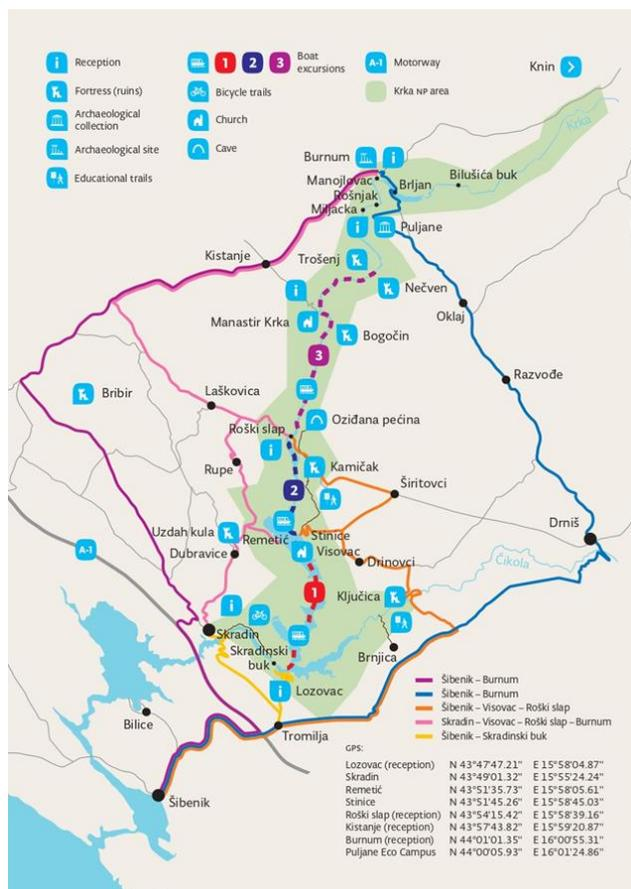 Reception
Fortress (ruins)
Archaeological
collection
Archaeological site
Educational trails
1 2 3 Boat
excursions
Bicycle trails
Church
Cave
A-1 Motorway
Krka NP area
Knin
Krka
Burnum
Manojlovac
Brljan
Bilušića buk
Rošnjak
Miljacka
Puljane
Kistanje
Trošenj
Nečven
Manastir Krka
Bogočin
Oklaj
3
Razvođe
Bribir
Laškovica
Oziđana pećina
Roški slap
Rupe
Kamičak
Širitovci
2
Drniš
Uzdah kula
Remetić
Stinice
Dubravice
Visovac
Drinovci
Čikola
A-1
1
Ključica
Skradin
Skradinski
buk
Brnjica
Lozovac
Bilice
Tromilja
Šibenik
Šibenik – Burnum
Šibenik – Burnum
Šibenik – Visovac – Roški slap
Skradin – Visovac – Roški slap – Burnum
Šibenik – Skradinski buk
GPS:
Lozovac (reception) N 43°47'47.21" E 15°58'04.87"
Skradin N 43°49'01.32" E 15°55'24.24"
Remetić N 43°51'35.73" E 15°58'05.61"
Stinice N 43°51'45.26" E 15°58'45.03"
Roški slap (reception) N 43°54'15.42" E 15°58'39.16"
Kistanje (reception) N 43°57'43.82" E 15°59'20.87"
Burnum (reception) N 44°01'01.35" E 16°00'55.31"
Puljane Eco Campus N 44°00'05.93" E 16°01'24.86"